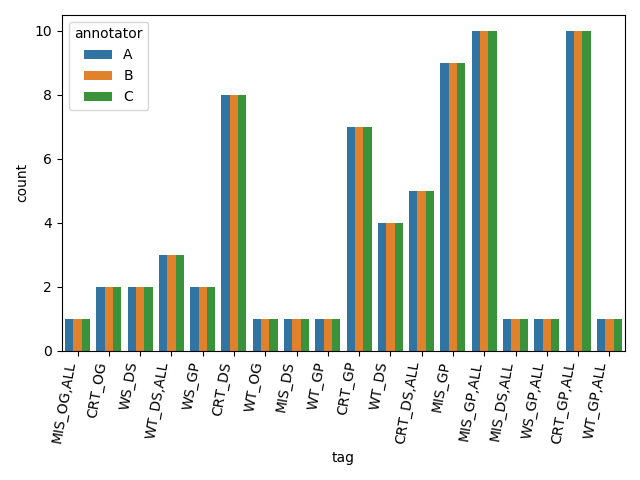 annotator
A
B
C
10
8
6
4
2
0
count
MIS_OG,ALL
CRT_OG
WS_DS
WT_DS,ALL
WS_GP
CRT_DS
WT_OG
MIS_DS
WT_GP
CRT_GP
WT_DS
CRT_DS,ALL
MIS_GP
MIS_GP,ALL
MIS_DS,ALL
WS_GP,ALL
CRT_GP,ALL
WT_GP,ALL
tag